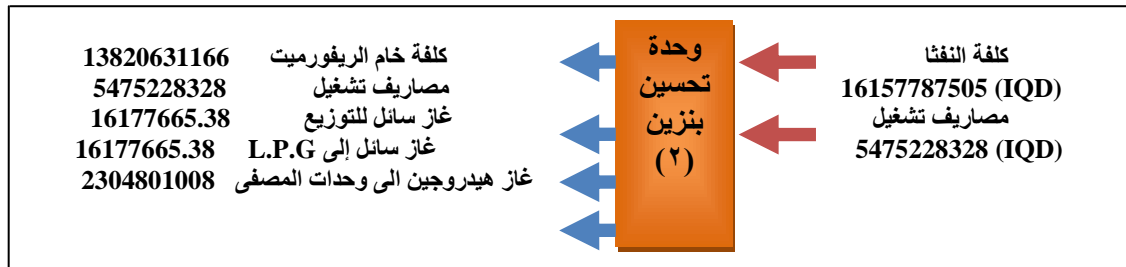 كلفة النفثا
16157787505 (IQD)
مصاريف تشغيل
5475228328 (IQD)
وحدة
تحسين
بنزين
(٢)
كلفة خام الريفورميت 13820631166
مصاريف تشغيل 5475228328
غاز سائل للتوزيع 16177665.38
غاز سائل إلى L.P.G 16177665.38
غاز هيدروجين الى وحدات المصفى 2304801008